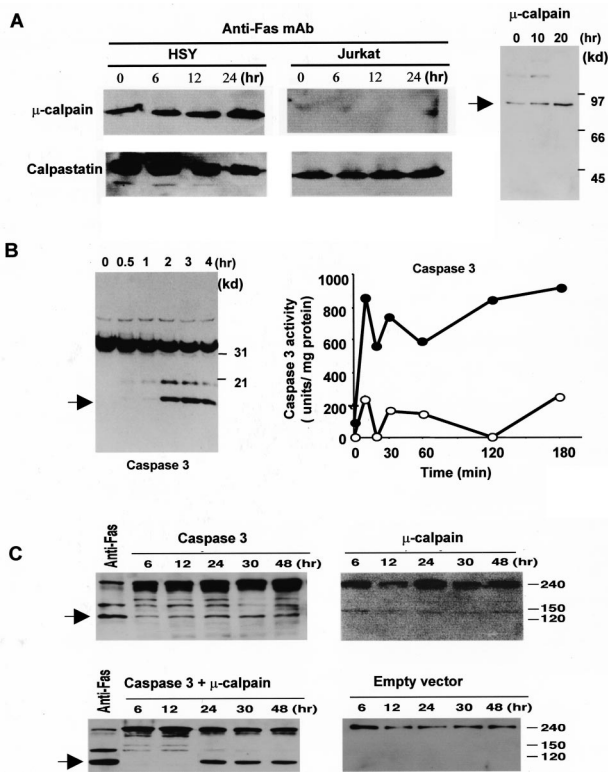 A
Anti-Fas mAb
HSY
Jurkat
0 6 12 24 (hr)
0 6 12 24 (hr)
μ-calpain
Calpastatin
μ-calpain
0 10 20 (hr)
(kd)
97
66
45
B
0 0.5 1 2 3 4 (hr)
(kd)
31
21
Caspase 3
Caspase 3
Caspase 3 activity
( units/ mg protein)
1000
800
600
400
200
0
0 30 60 120 180
Time (min)
C
Anti-Fas
Caspase 3
6 12 24 30 48 (hr)
μ-calpain
6 12 24 30 48 (hr)
240
150
120
Anti-Fas
Caspase 3 + μ-calpain
6 12 24 30 48 (hr)
Empty vector
6 12 24 30 48 (hr)
240
150
120